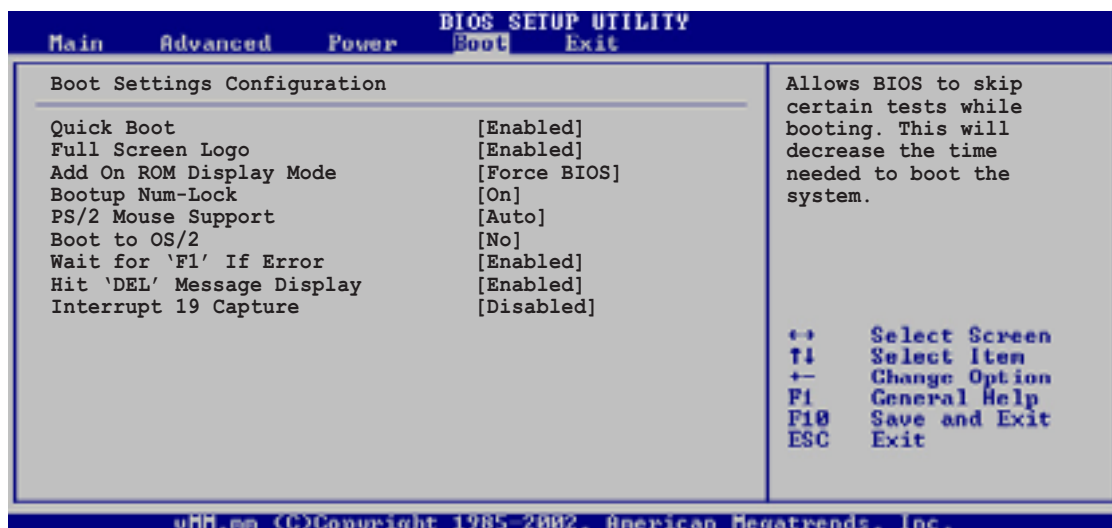 BIOS SETUP UTILITY
Main Advanced Power Boot Exit
Boot Settings Configuration
Quick Boot [Enabled]
Full Screen Logo [Enabled]
Add On ROM Display Mode [Force BIOS]
Bootup Num-Lock [On]
PS/2 Mouse Support [Auto]
Boot to OS/2 [No]
Wait for ‘F1’ If Error [Enabled]
Hit ‘DEL’ Message Display [Enabled]
Interrupt 19 Capture [Disabled]
Allows BIOS to skip
certain tests while
booting. This will
decrease the time
needed to boot the
system.
←→ Select Screen
↑↓ Select Item
+- Change Option
F1 General Help
F10 Save and Exit
ESC Exit
vMM.mm (C)Copyright 1985-2002, American Megatrends, Inc.